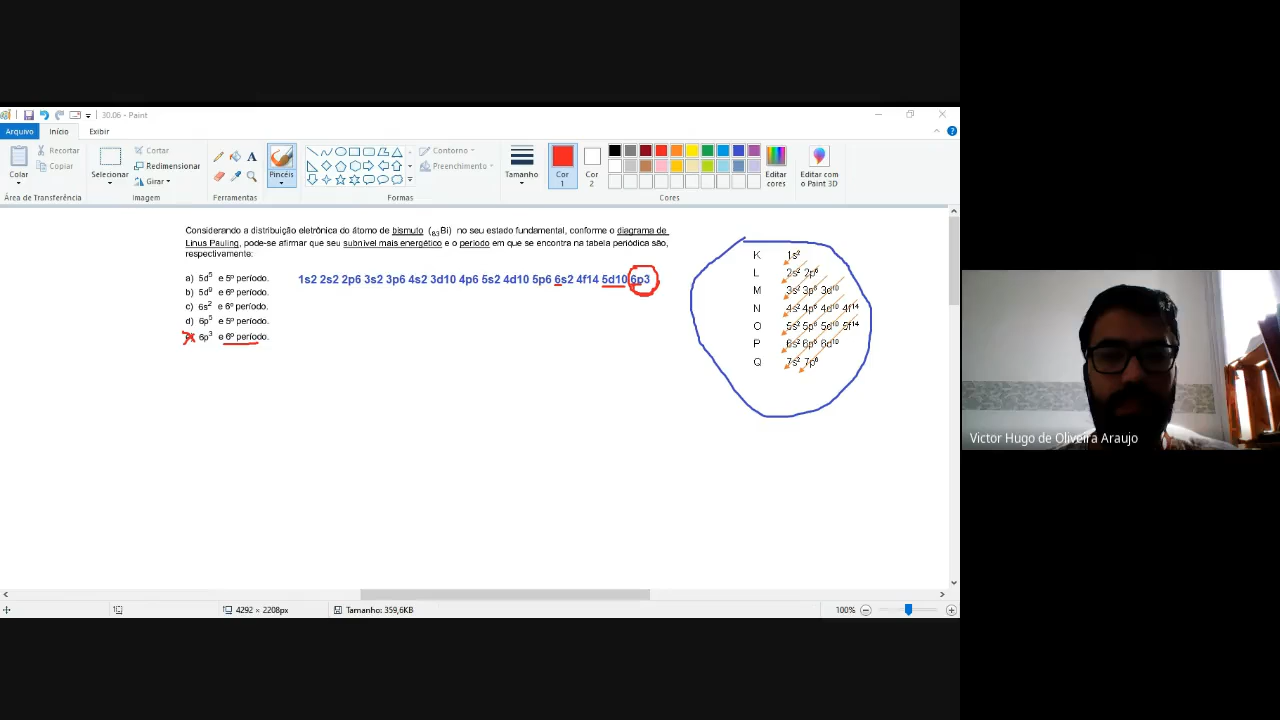 30.06 - Paint
Arquivo Início Exibir
Colar
Recortar
Copiar
Área de Transferência
Selecionar
Cortar
Redimensionar
Girar
Imagem
A
Ferramentas
Pincéis
Contorno
Preenchimento
Formas
Tamanho
Cor 1
Cor 2
Editar cores
Editar com o Paint 3D
Cores
Considerando a distribuição eletrônica do átomo de bismuto (₈₃Bi) no seu estado fundamental, conforme o diagrama de
Linus Pauling, pode-se afirmar que seu subnível mais energético e o período em que se encontra na tabela periódica são,
respectivamente:
a) 5d⁵ e 5º período.
b) 5d⁹ e 6º período.
c) 6s² e 6º período.
d) 6p⁵ e 5º período.
6p³ e 6º período.
1s2 2s2 2p6 3s2 3p6 4s2 3d10 4p6 5s2 4d10 5p6 6s2 4f14 5d10 6p3
K 1s²
L 2s² 2p⁶
M 3s² 3p⁶ 3d¹⁰
N 4s² 4p⁶ 4d¹⁰ 4f¹⁴
O 5s² 5p⁶ 5d¹⁰ 5f¹⁴
P 6s² 6p⁶ 6d¹⁰
Q 7s² 7p⁶
4292 × 2208px
Tamanho: 359,6KB
100%
Victor Hugo de Oliveira Araujo